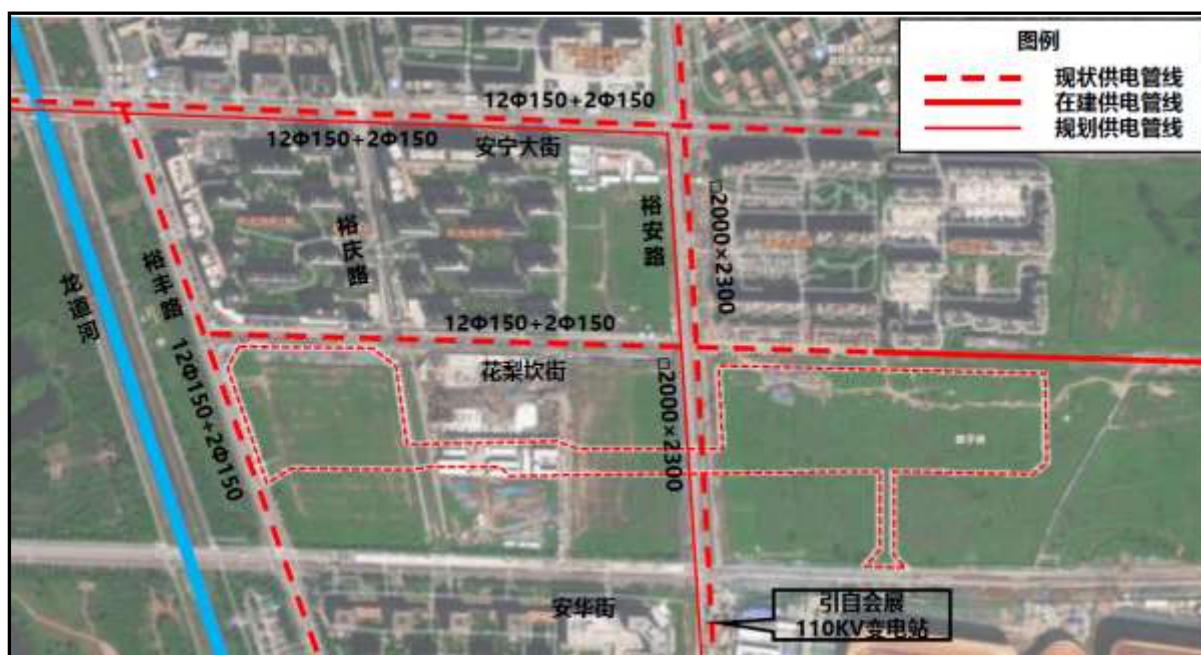 图例
现状供电管线
在建供电管线
规划供电管线
12Φ150+2Φ150
12Φ150+2Φ150
安宁大街
裕庆路
裕安路
□2000×2300
裕丰路
龙道河
12Φ150+2Φ150
12Φ150+2Φ150
花梨坎街
□2000×2300
安华街
引自会展
110KV变电站